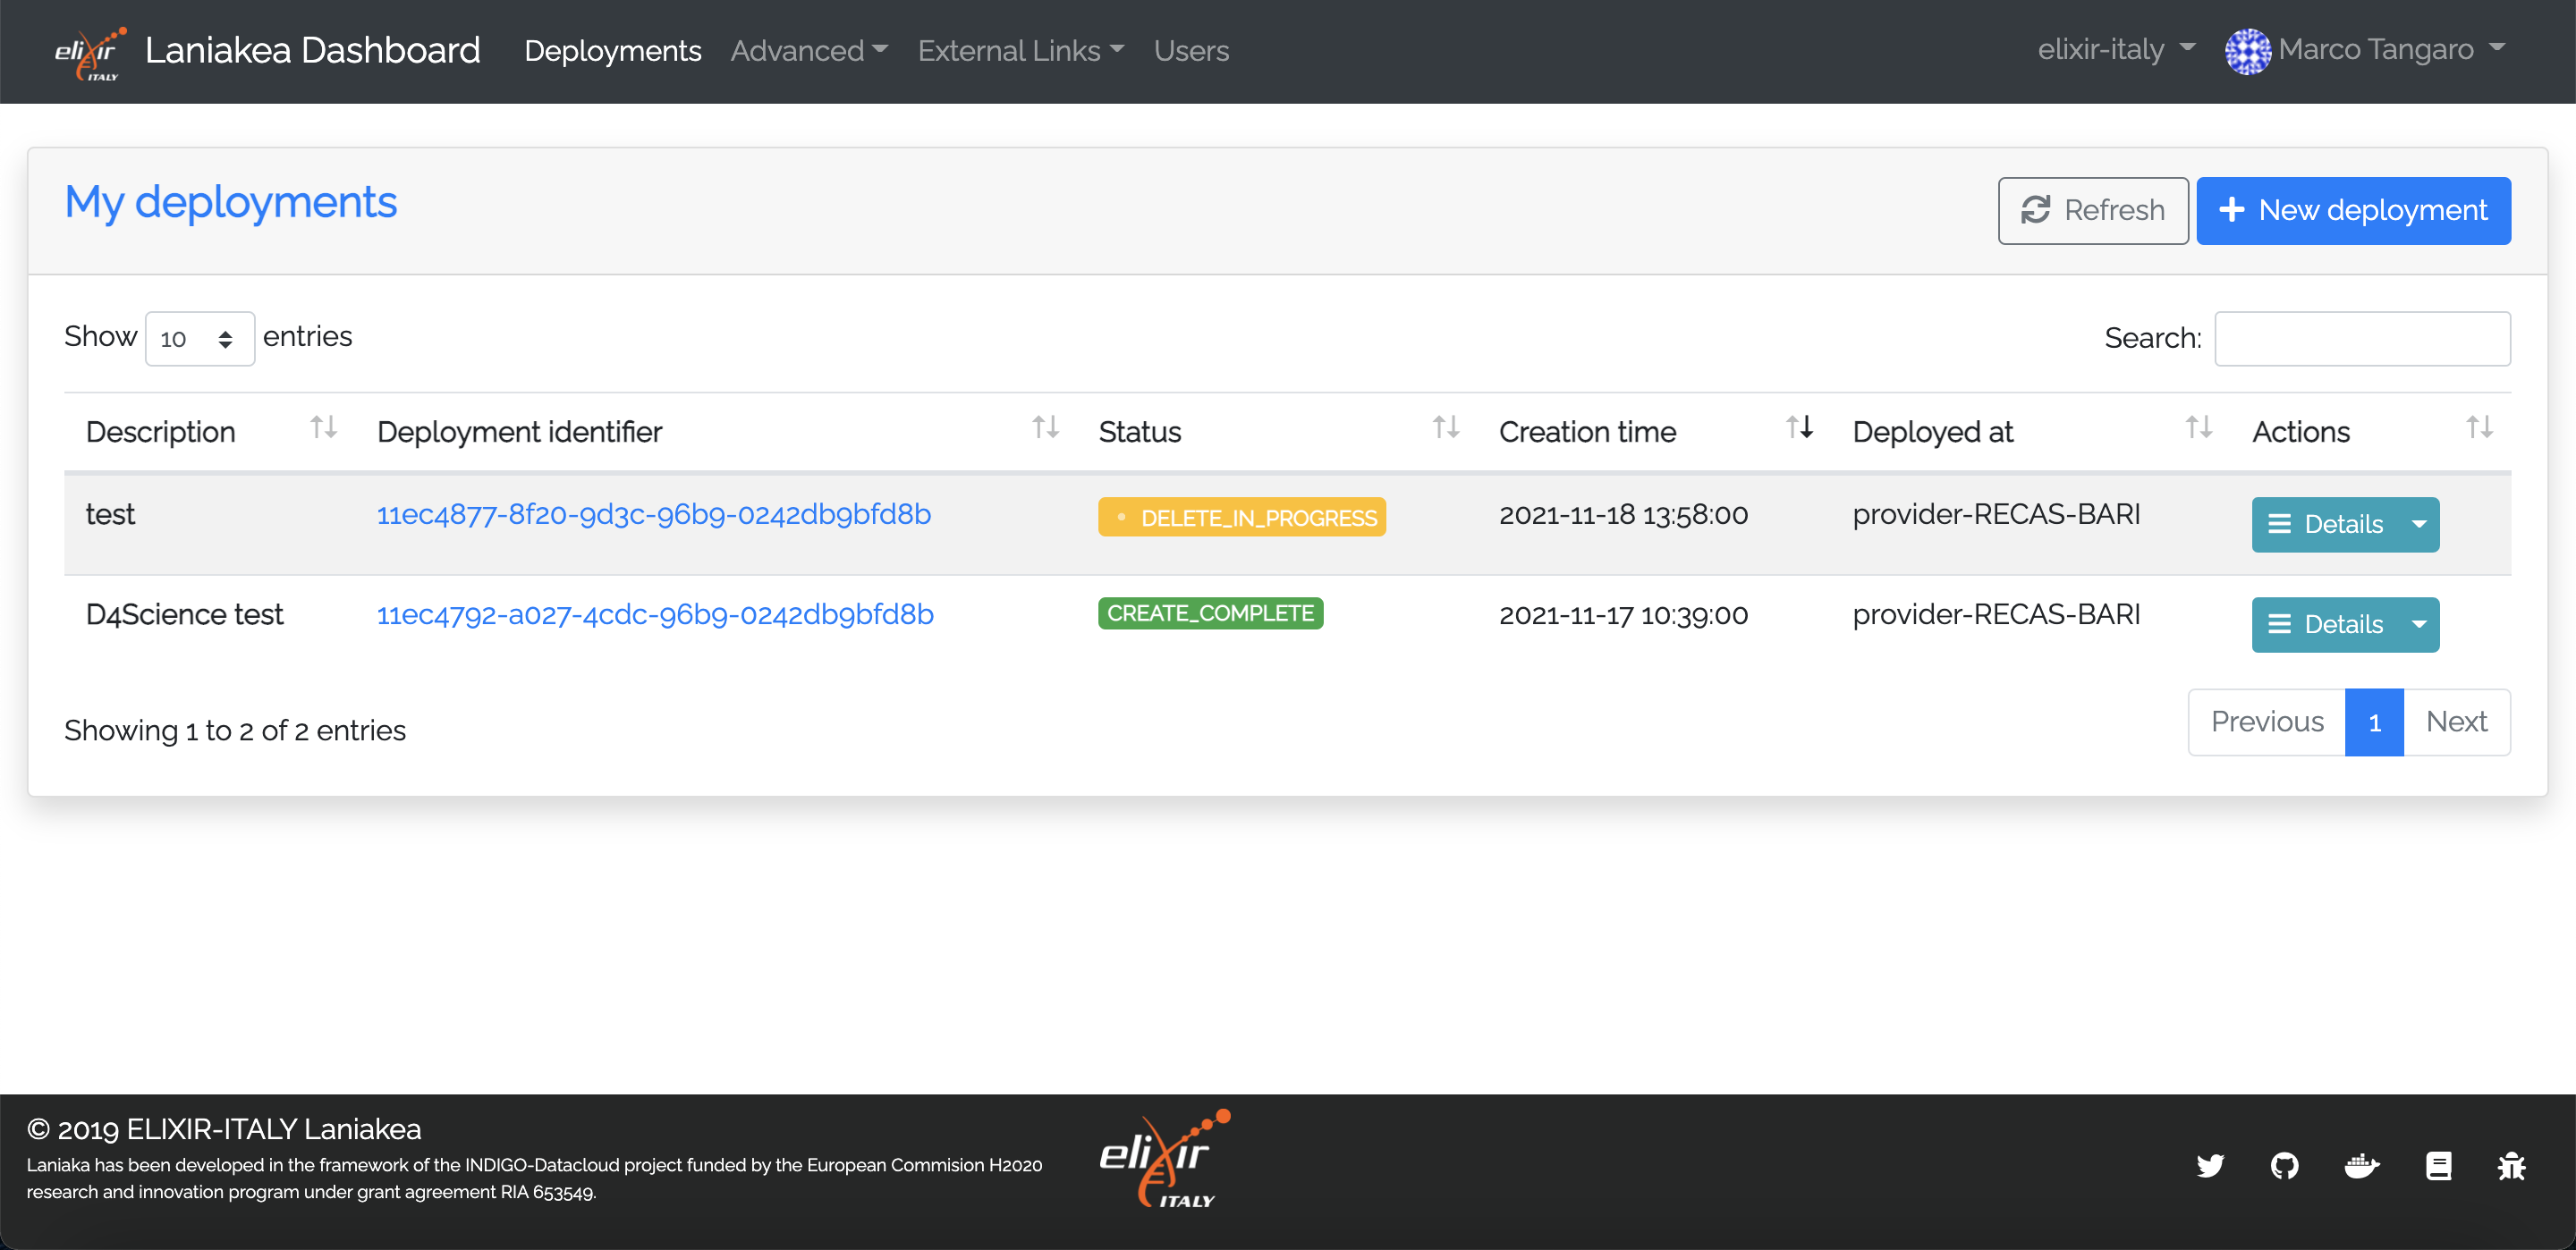 elixir ITALY Laniakea Dashboard Deployments Advanced External Links Users elixir-italy Marco Tangaro
My deployments Refresh New deployment
Show 10 entries Search:
Description Deployment identifier Status Creation time Deployed at Actions
test 11ec4877-8f20-9d3c-96b9-0242db9bfd8b DELETE_IN_PROGRESS 2021-11-18 13:58:00 provider-RECAS-BARI Details
D4Science test 11ec4792-a027-4cdc-96b9-0242db9bfd8b CREATE_COMPLETE 2021-11-17 10:39:00 provider-RECAS-BARI Details
Showing 1 to 2 of 2 entries Previous 1 Next
© 2019 ELIXIR-ITALY Laniakea
Laniaka has been developed in the framework of the INDIGO-Datacloud project funded by the European Commision H2020
research and innovation program under grant agreement RIA 653549.
elixir
ITALY